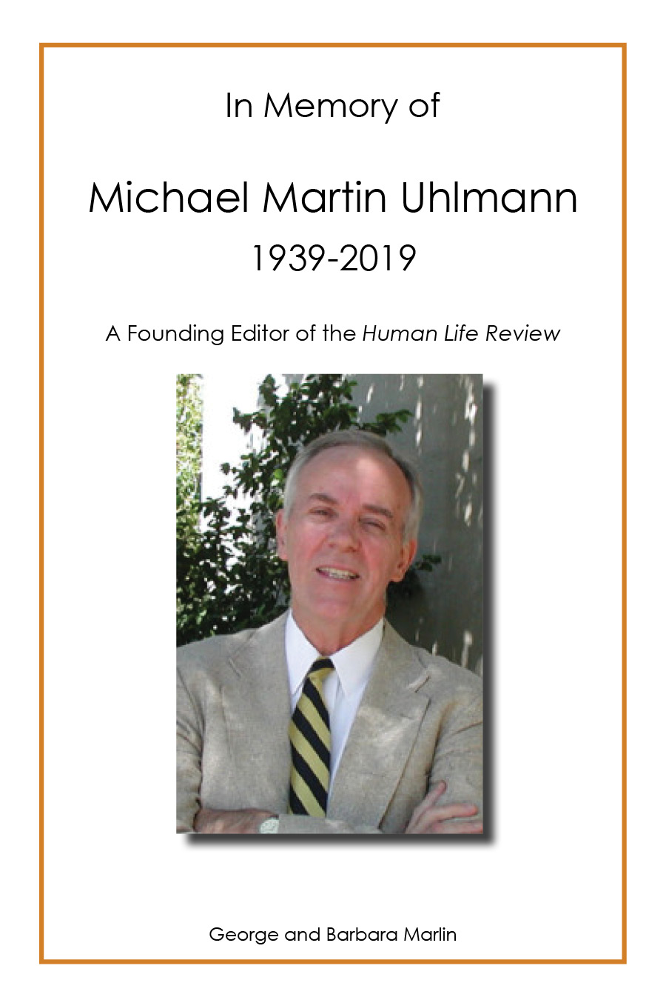 In Memory of
Michael Martin Uhlmann
1939-2019
A Founding Editor of the Human Life Review
George and Barbara Marlin